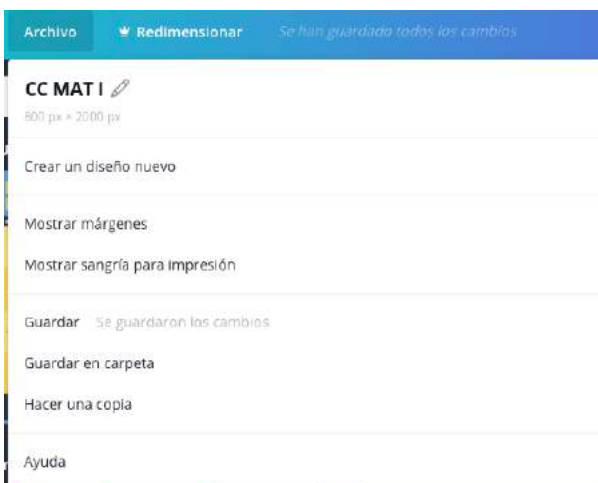 Archivo Redimensionar Se han guardado todos los cambios
CC MAT I
800 px × 2000 px
Crear un diseño nuevo
Mostrar márgenes
Mostrar sangría para impresión
Guardar Se guardaron los cambios
Guardar en carpeta
Hacer una copia
Ayuda